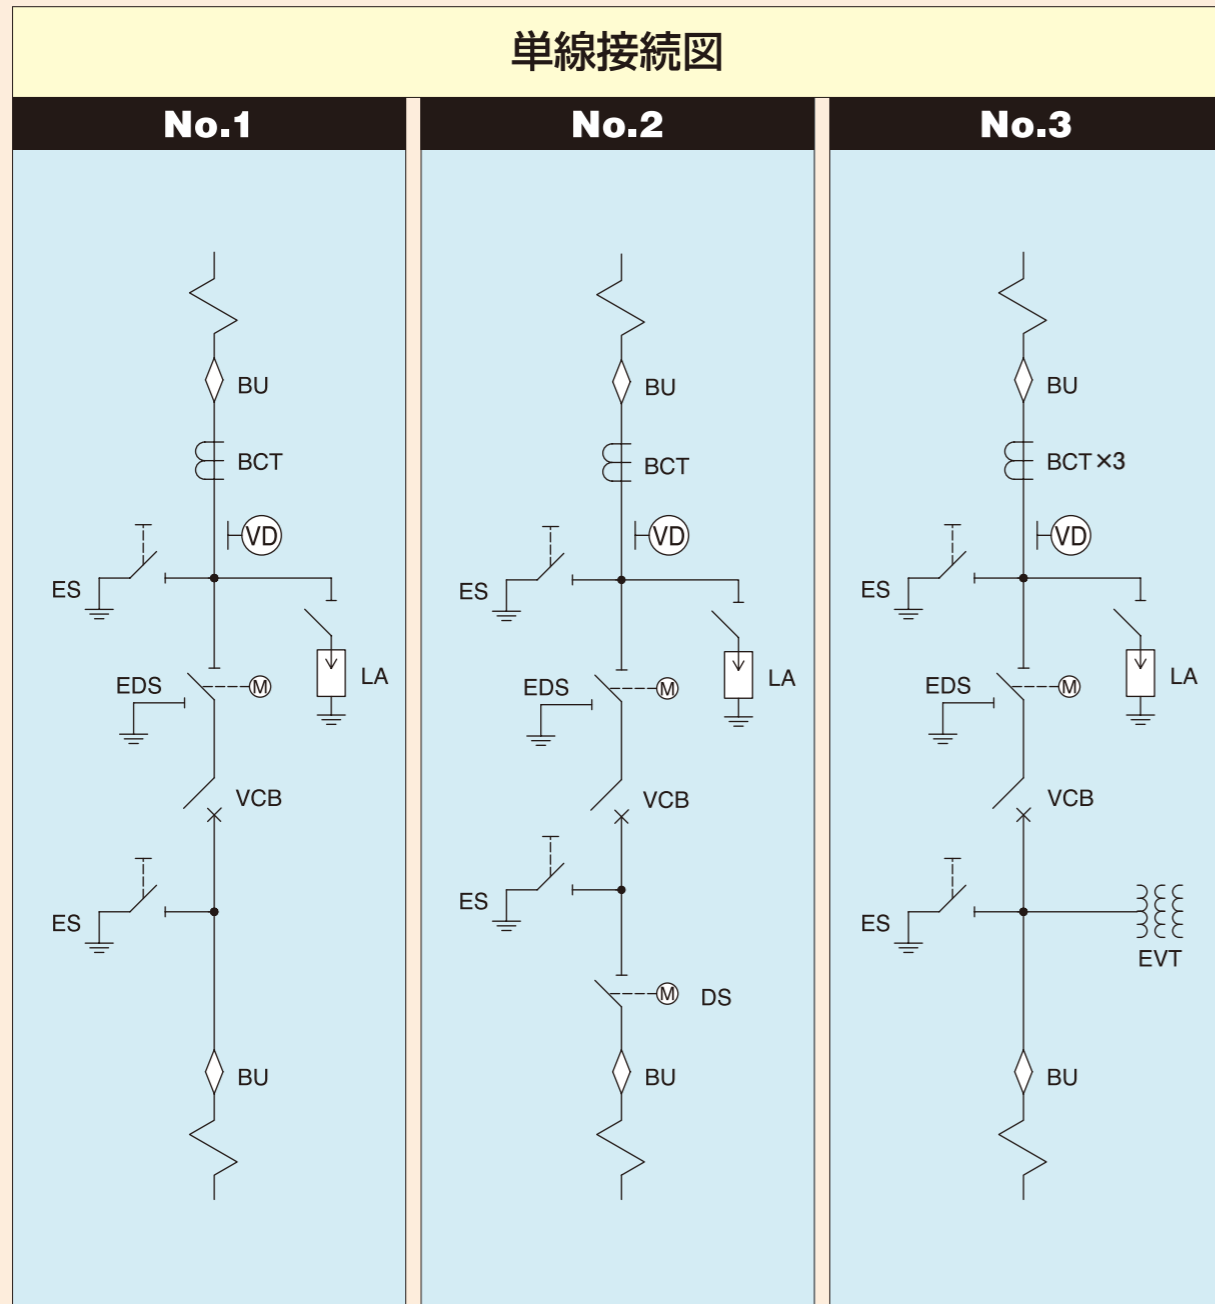 単線接続図
No.1
BU
BCT
VD
ES
LA
EDS
M
VCB
ES
BU
No.2
BU
BCT
VD
ES
LA
EDS
M
VCB
ES
M
DS
BU
No.3
BU
BCT×3
VD
ES
LA
EDS
M
VCB
ES
EVT
BU